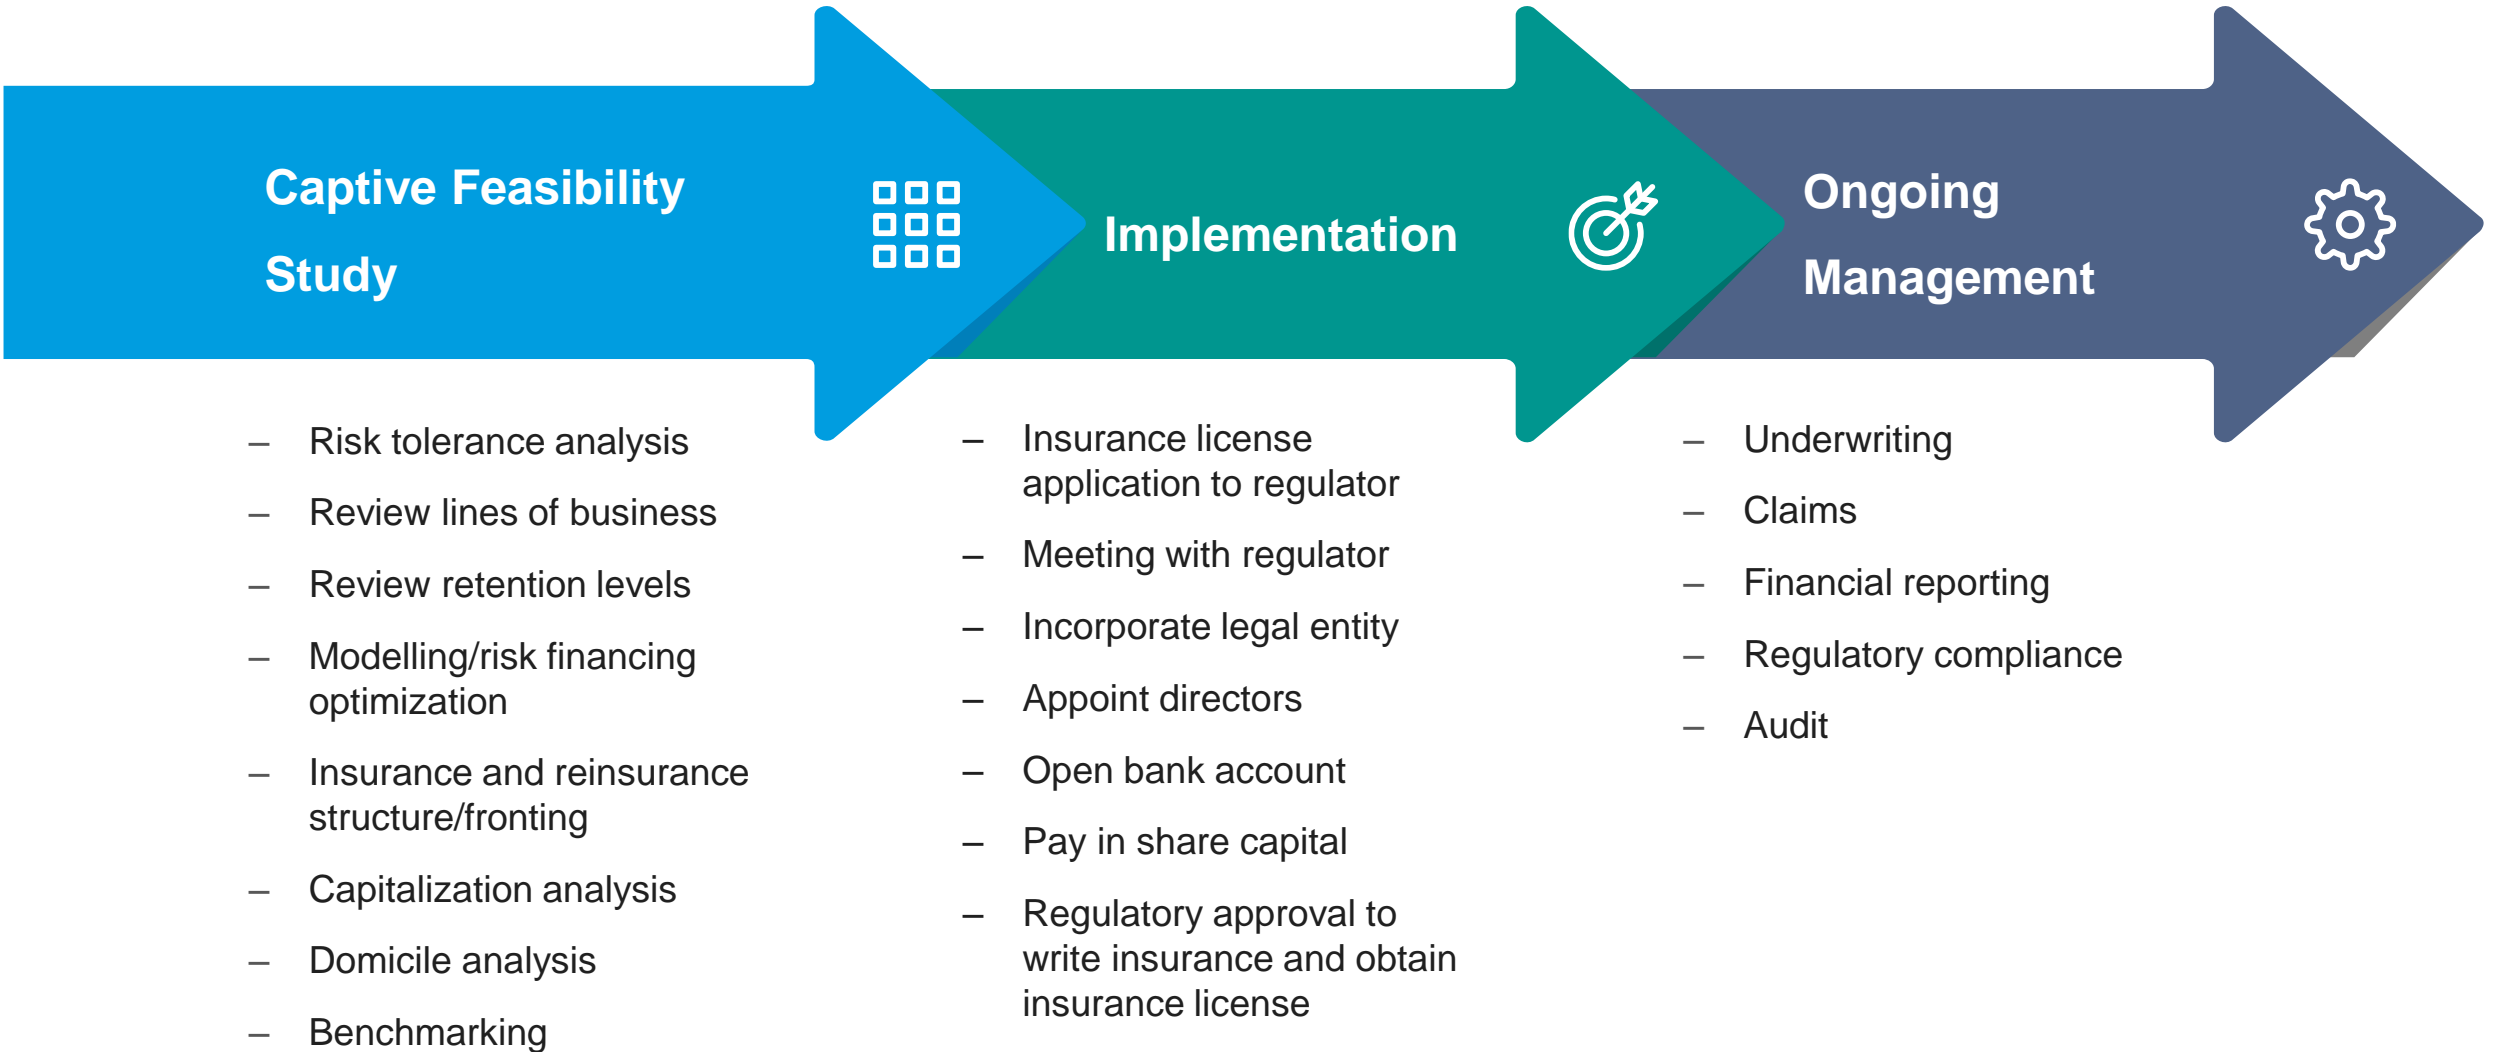 Captive Feasibility
Study
Implementation
Ongoing
Management
– Risk tolerance analysis
– Review lines of business
– Review retention levels
– Modelling/risk financing
optimization
– Insurance and reinsurance
structure/fronting
– Capitalization analysis
– Domicile analysis
– Benchmarking
– Insurance license
application to regulator
– Meeting with regulator
– Incorporate legal entity
– Appoint directors
– Open bank account
– Pay in share capital
– Regulatory approval to
write insurance and obtain
insurance license
– Underwriting
– Claims
– Financial reporting
– Regulatory compliance
– Audit